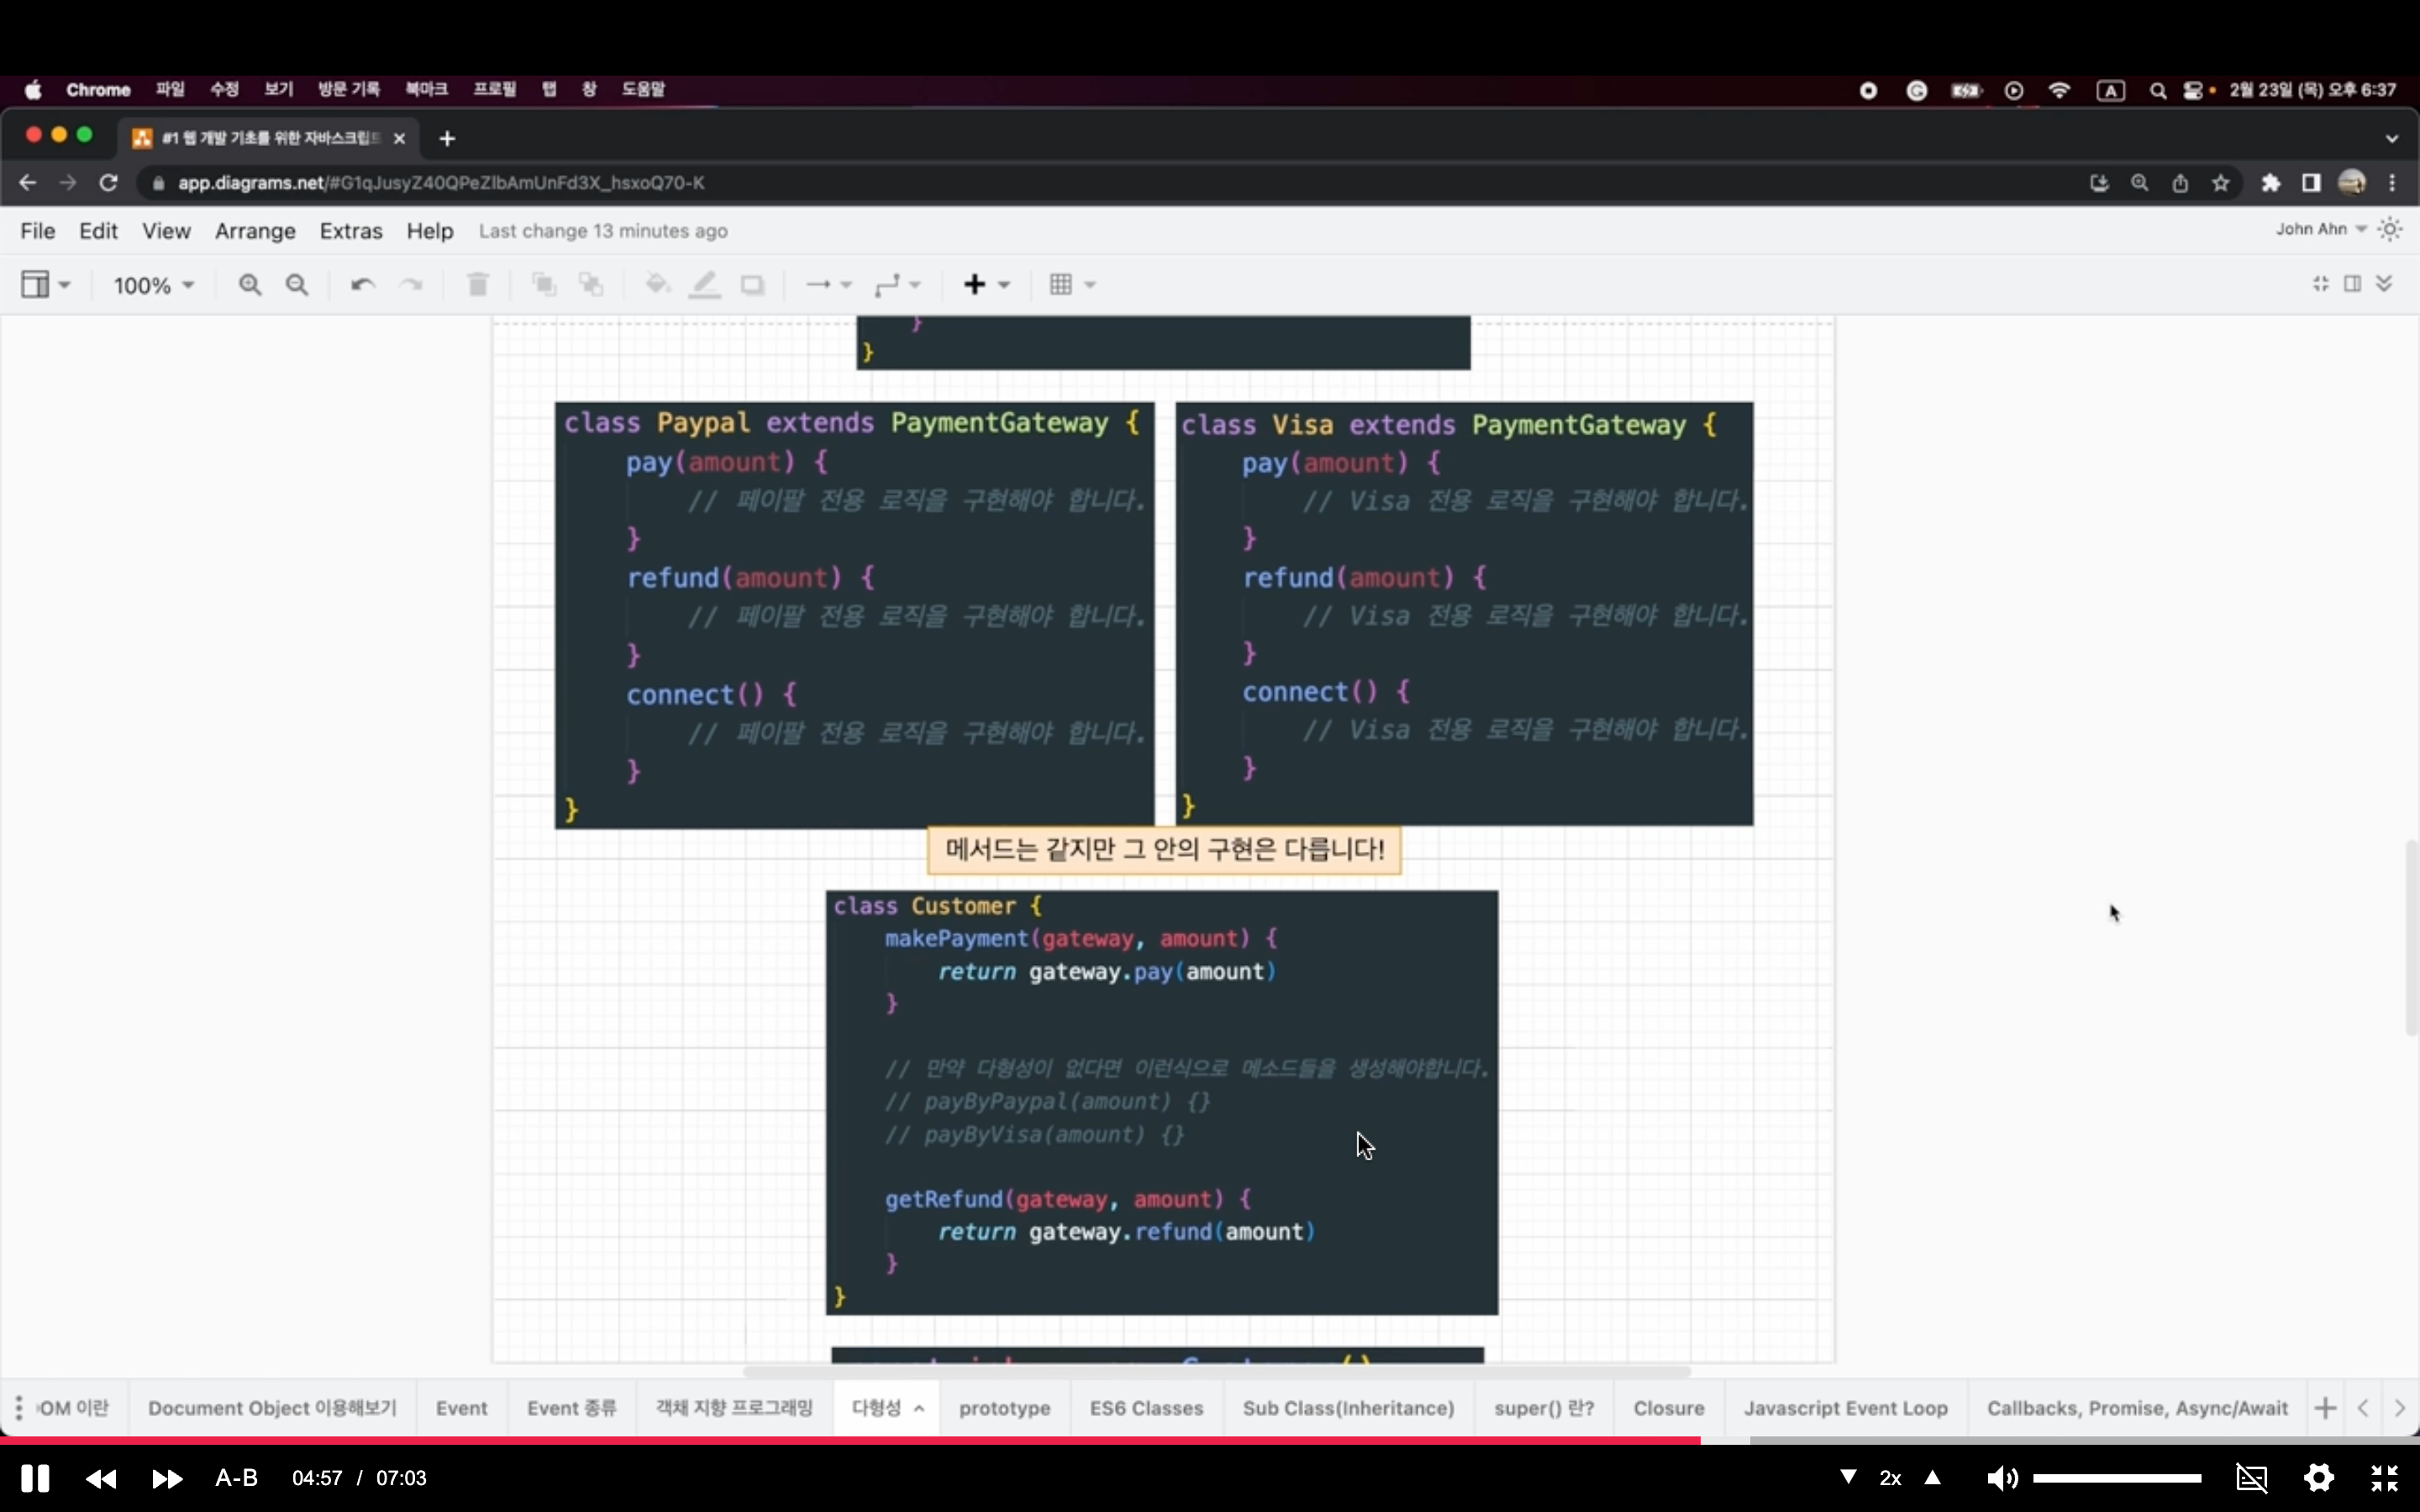 Chrome 파일 수정 보기 방문 기록 북마크 프로필 탭 창 도움말 A 2월 23일 (목) 오후 6:37
#1 웹 개발 기초를 위한 자바스크립트
app.diagrams.net/#G1qJusyZ40QPeZlbAmUnFd3X_hsxoQ70-K
File Edit View Arrange Extras Help Last change 13 minutes ago John Ahn
100%
}
}
class Paypal extends PaymentGateway {
pay(amount) {
// 페이팔 전용 로직을 구현해야 합니다.
}
refund(amount) {
// 페이팔 전용 로직을 구현해야 합니다.
}
connect() {
// 페이팔 전용 로직을 구현해야 합니다.
}
}
class Visa extends PaymentGateway {
pay(amount) {
// Visa 전용 로직을 구현해야 합니다.
}
refund(amount) {
// Visa 전용 로직을 구현해야 합니다.
}
connect() {
// Visa 전용 로직을 구현해야 합니다.
}
}
메서드는 같지만 그 안의 구현은 다릅니다!
class Customer {
makePayment(gateway, amount) {
return gateway.pay(amount)
}
// 만약 다형성이 없다면 이런식으로 메소드들을 생성해야합니다.
// payByPaypal(amount) {}
// payByVisa(amount) {}
getRefund(gateway, amount) {
return gateway.refund(amount)
}
}
OM 이란 Document Object 이용해보기 Event Event 종류 객체 지향 프로그래밍 다형성 prototype ES6 Classes Sub Class(Inheritance) super() 란? Closure Javascript Event Loop Callbacks, Promise, Async/Await
A-B 04:57 / 07:03 2x